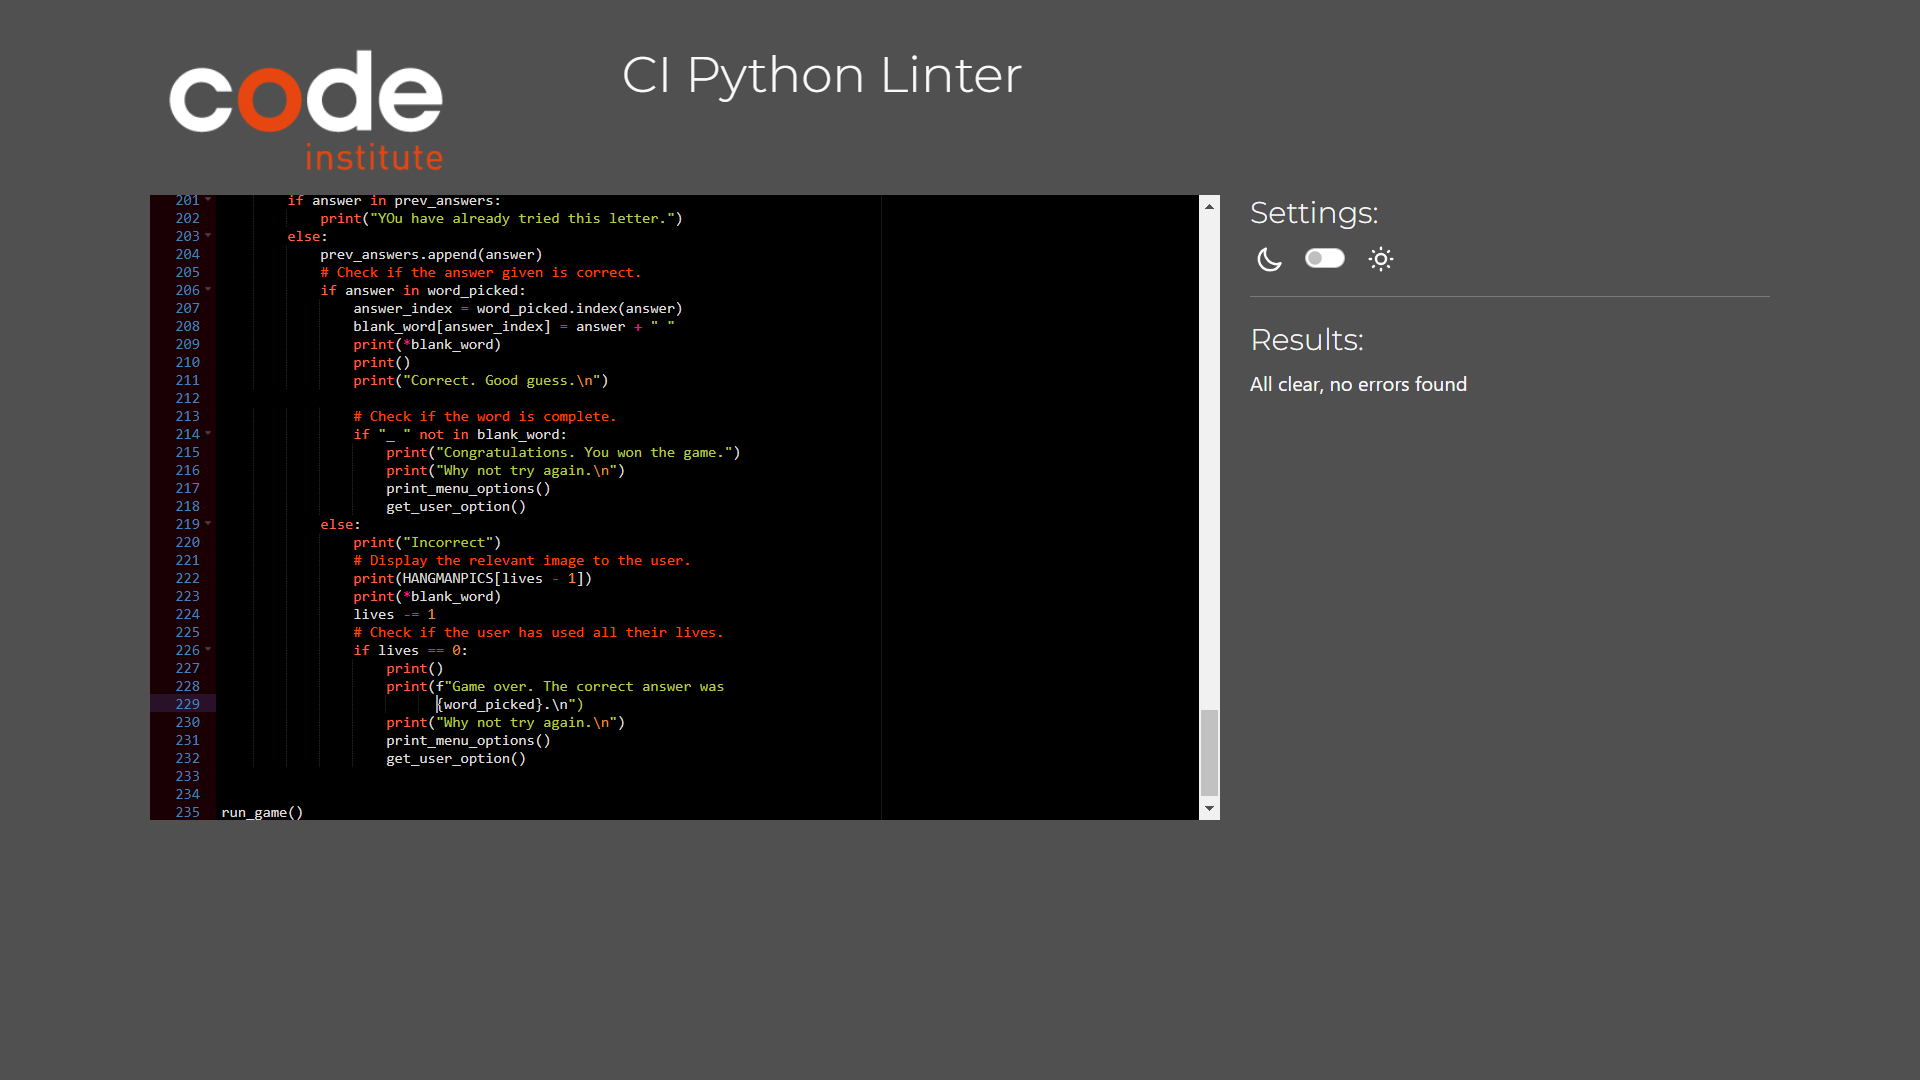 code
institute
CI Python Linter
201 if answer in prev_answers:
202 print("YOu have already tried this letter.")
203 else:
204 prev_answers.append(answer)
205 # Check if the answer given is correct.
206 if answer in word_picked:
207 answer_index = word_picked.index(answer)
208 blank_word[answer_index] = answer + " "
209 print(*blank_word)
210 print()
211 print("Correct. Good guess.\n")
212
213 # Check if the word is complete.
214 if "_ " not in blank_word:
215 print("Congratulations. You won the game.")
216 print("Why not try again.\n")
217 print_menu_options()
218 get_user_option()
219 else:
220 print("Incorrect")
221 # Display the relevant image to the user.
222 print(HANGMANPICS[lives - 1])
223 print(*blank_word)
224 lives -= 1
225 # Check if the user has used all their lives.
226 if lives == 0:
227 print()
228 print(f"Game over. The correct answer was
229 {word_picked}.\n")
230 print("Why not try again.\n")
231 print_menu_options()
232 get_user_option()
233
234
235 run_game()
Settings:
Results:
All clear, no errors found